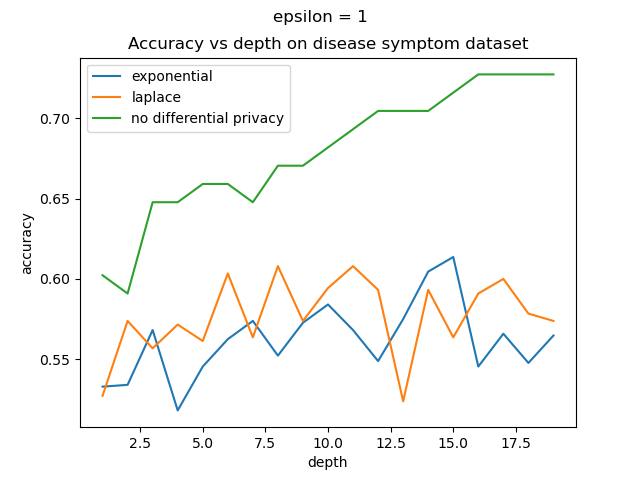 epsilon = 1
Accuracy vs depth on disease symptom dataset
exponential
laplace
no differential privacy
accuracy
0.70
0.65
0.60
0.55
2.5 5.0 7.5 10.0 12.5 15.0 17.5
depth